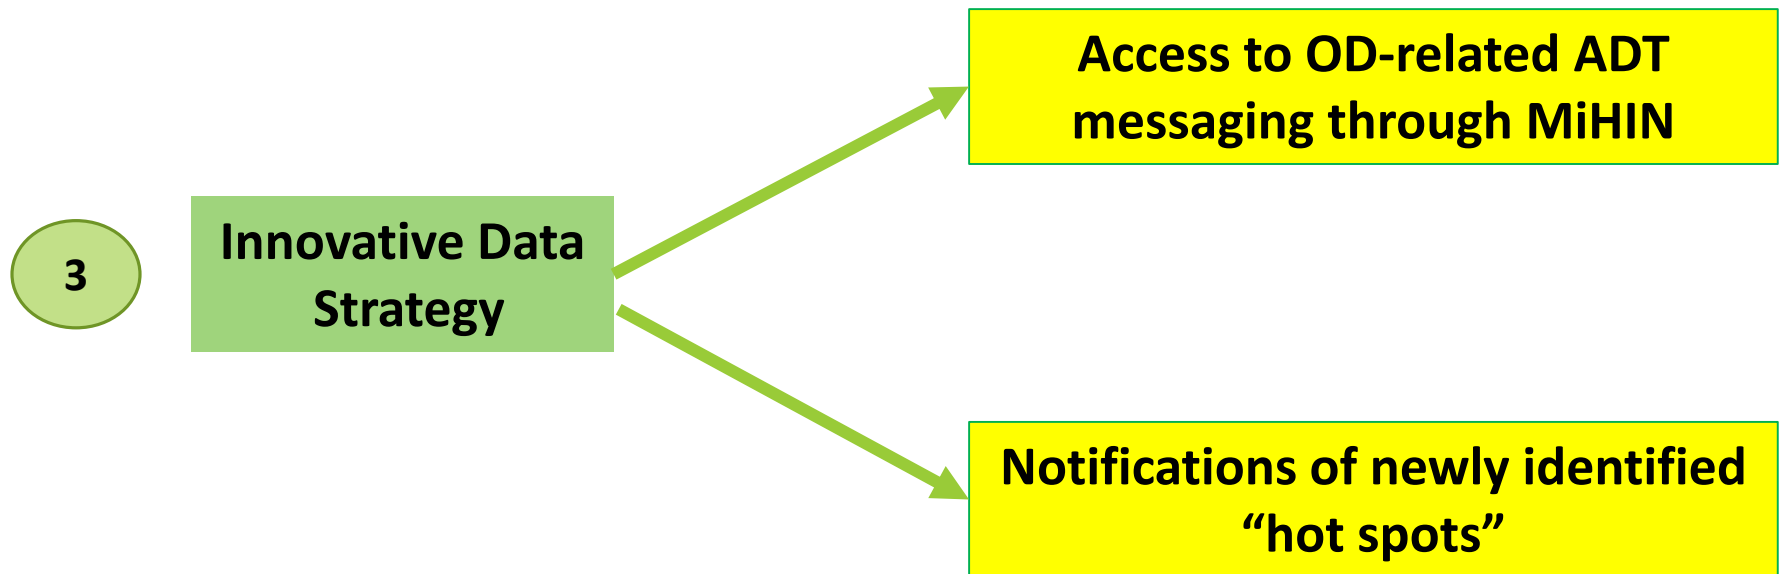 3
Innovative Data
Strategy
Access to OD-related ADT
messaging through MiHIN
Notifications of newly identified
“hot spots”